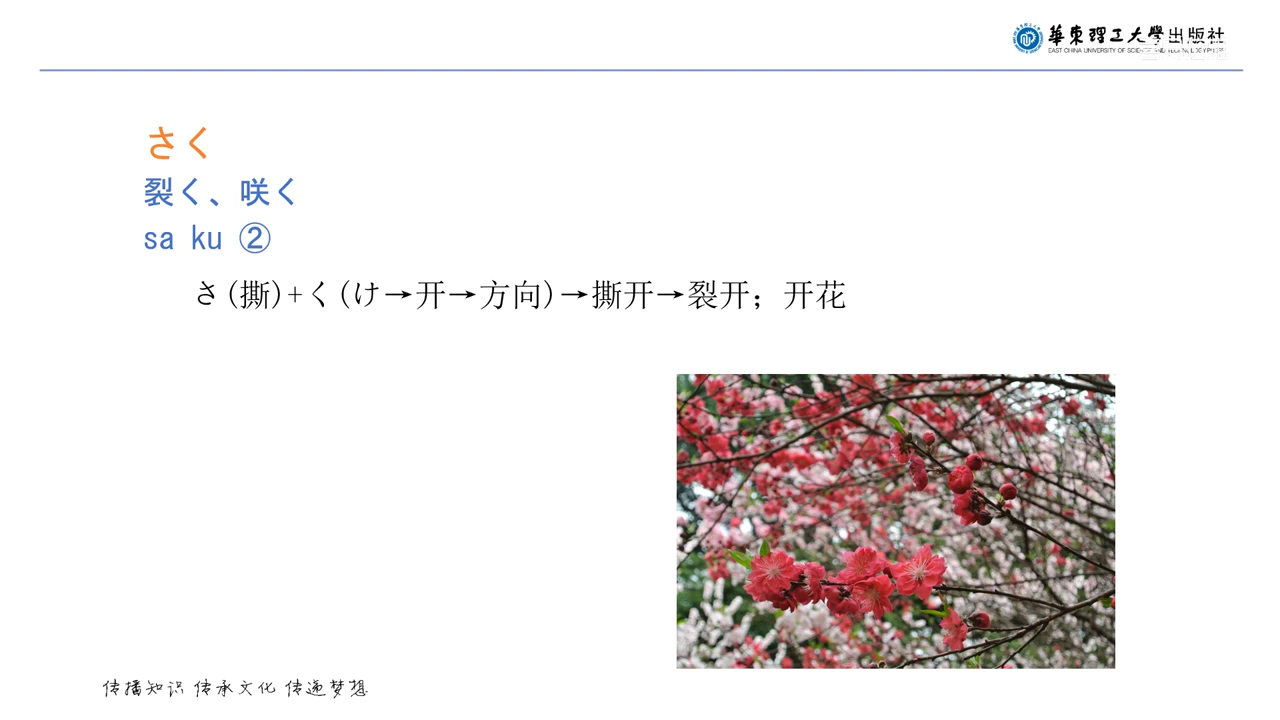 華東理工大學出版社
さく
裂く、咲く
sa ku ②
さ(撕)+く(け→开→方向)→撕开→裂开；开花
传播知识 传承文化 传递梦想